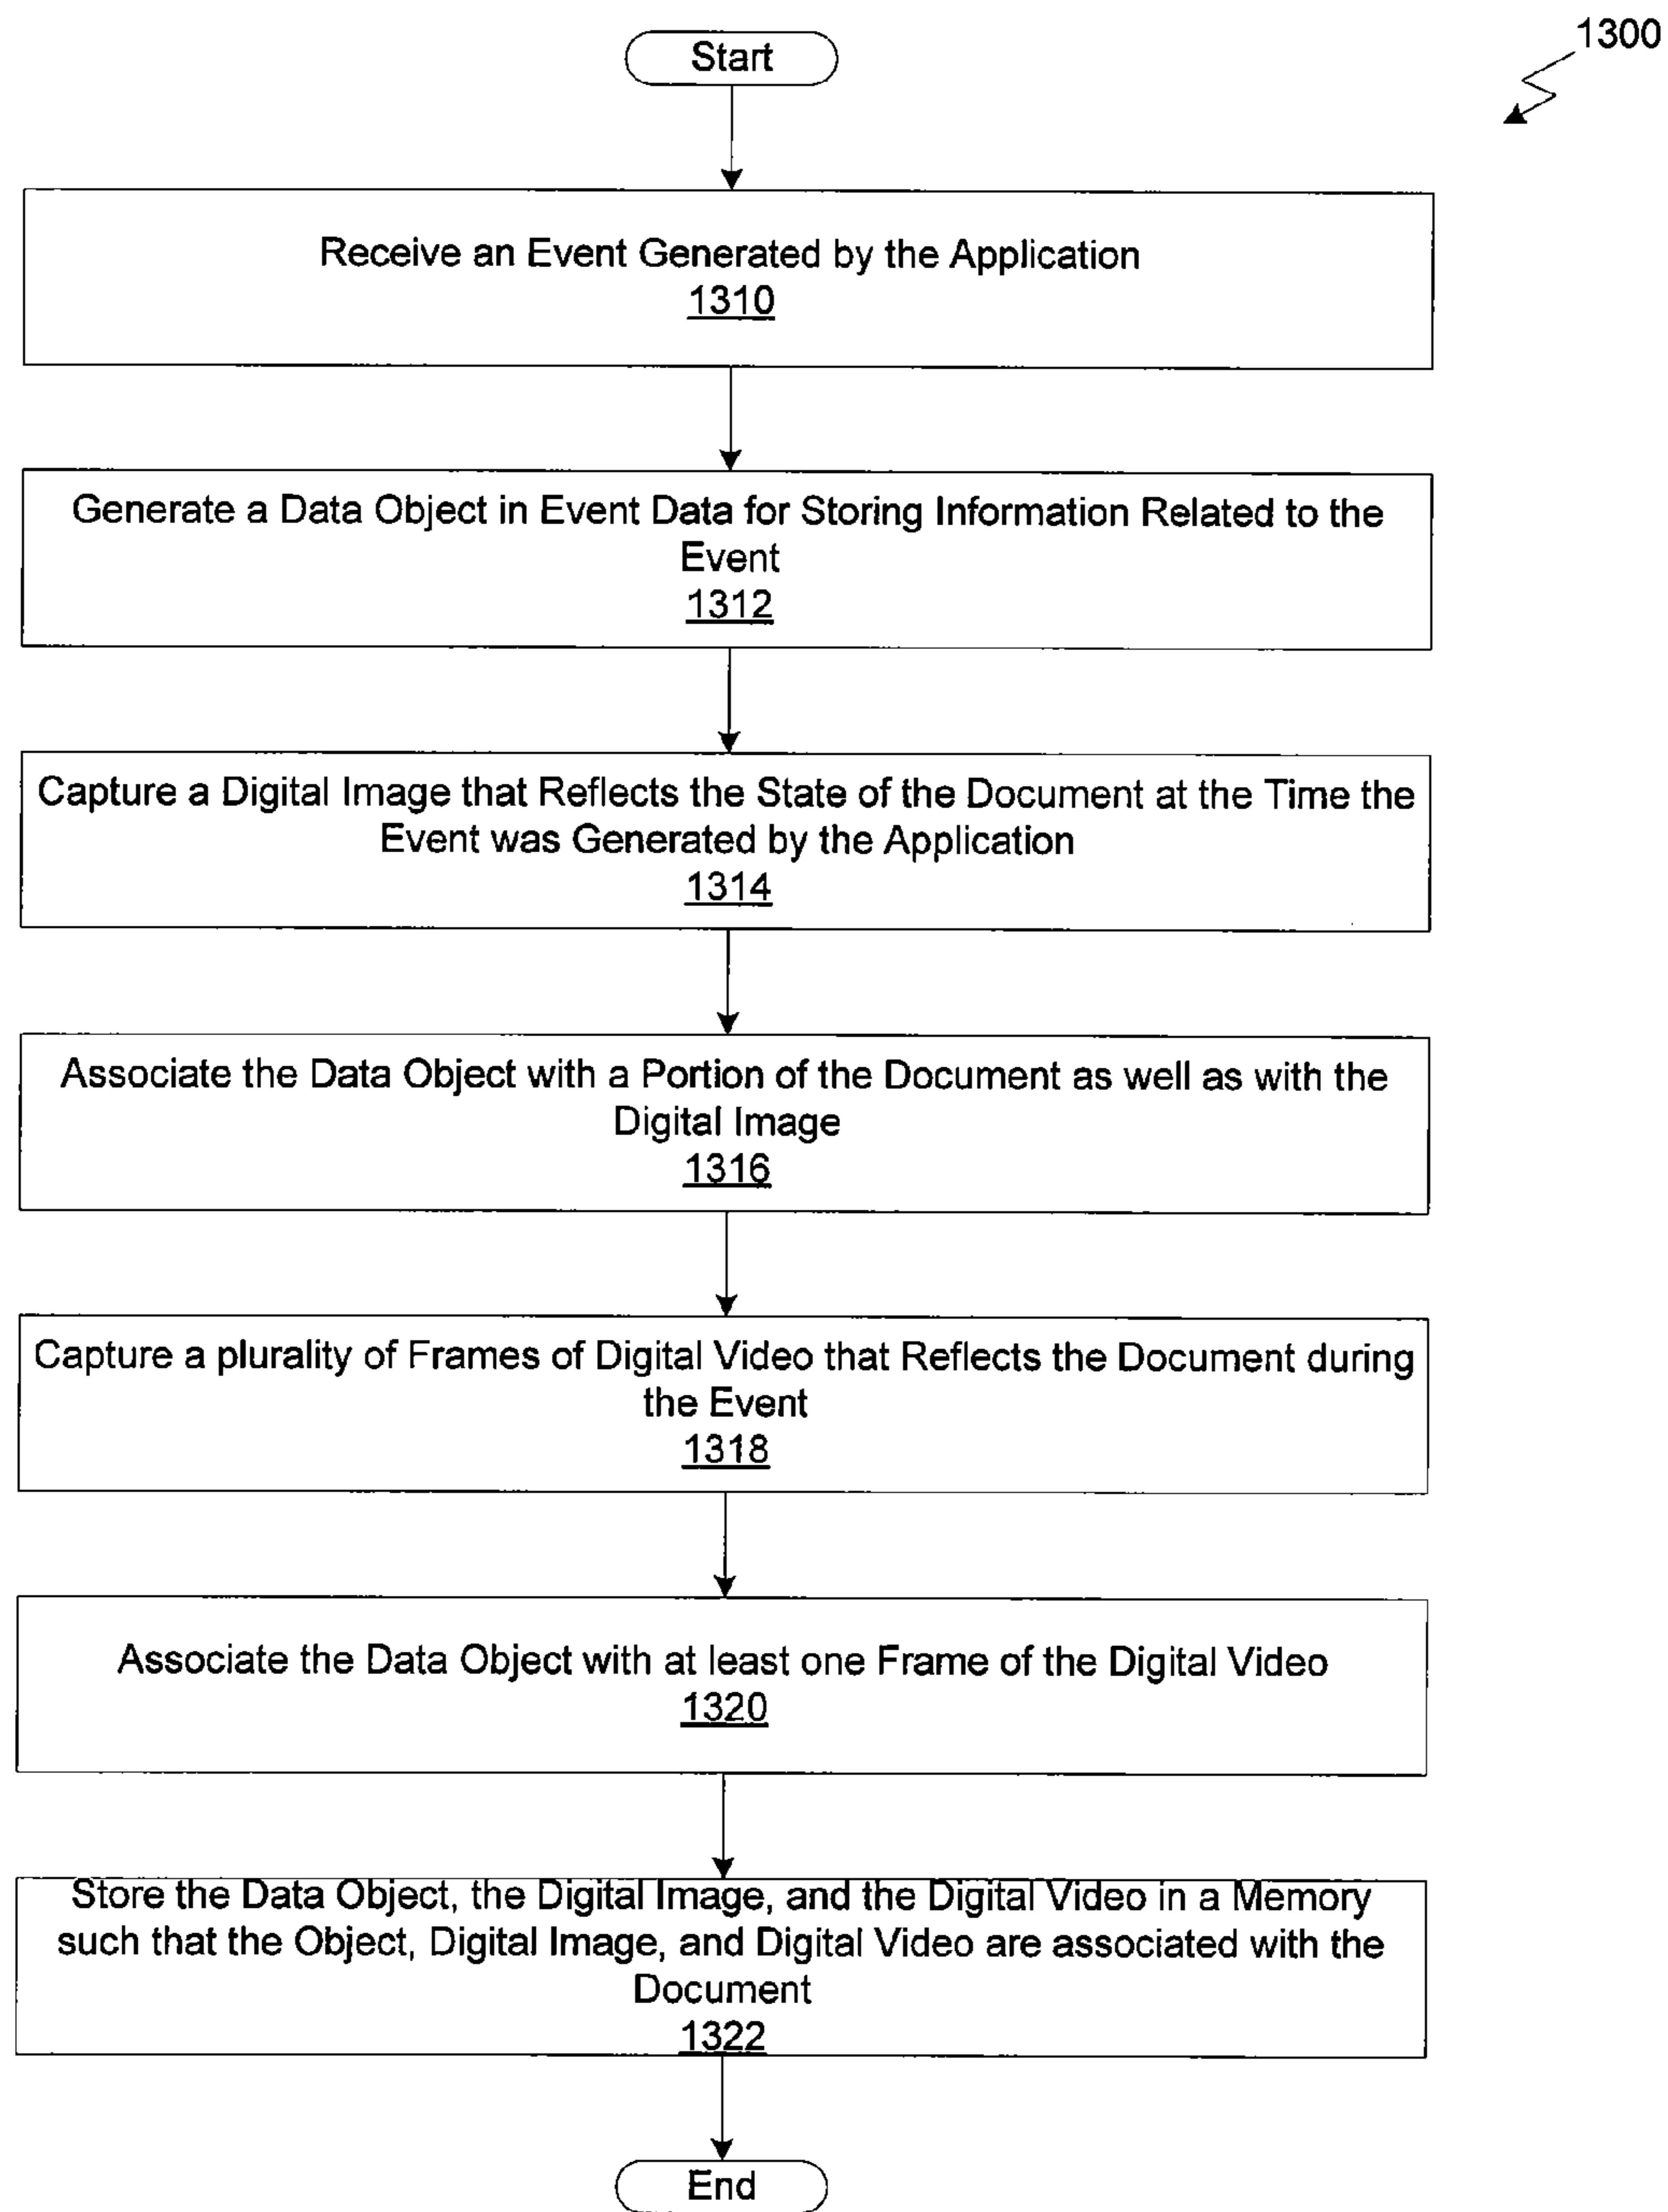 1300
Start
Receive an Event Generated by the Application
1310
Generate a Data Object in Event Data for Storing Information Related to the
Event
1312
Capture a Digital Image that Reflects the State of the Document at the Time the
Event was Generated by the Application
1314
Associate the Data Object with a Portion of the Document as well as with the
Digital Image
1316
Capture a plurality of Frames of Digital Video that Reflects the Document during
the Event
1318
Associate the Data Object with at least one Frame of the Digital Video
1320
Store the Data Object, the Digital Image, and the Digital Video in a Memory
such that the Object, Digital Image, and Digital Video are associated with the
Document
1322
End